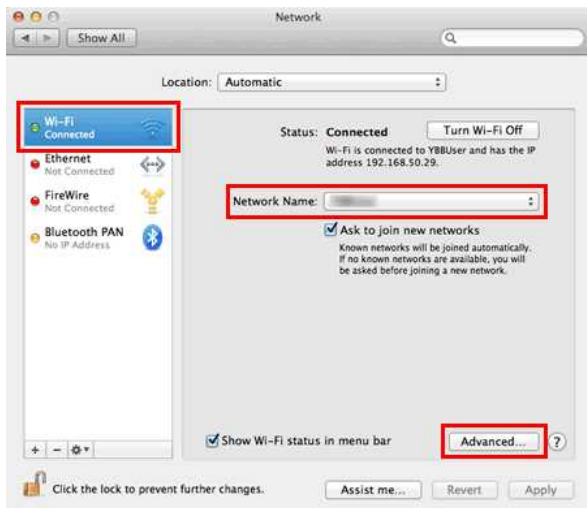 Network
Show All
Location: Automatic
Wi-Fi
Connected
Ethernet
Not Connected
FireWire
Not Connected
Bluetooth PAN
No IP Address
Status: Connected
Turn Wi-Fi Off
Wi-Fi is connected to YBBUser and has the IP
address 192.168.50.29.
Network Name:
Ask to join new networks
Known networks will be joined automatically.
If no known networks are available, you will
be asked before joining a new network.
Show Wi-Fi status in menu bar
Advanced...
?
Click the lock to prevent further changes.
Assist me...
Revert
Apply